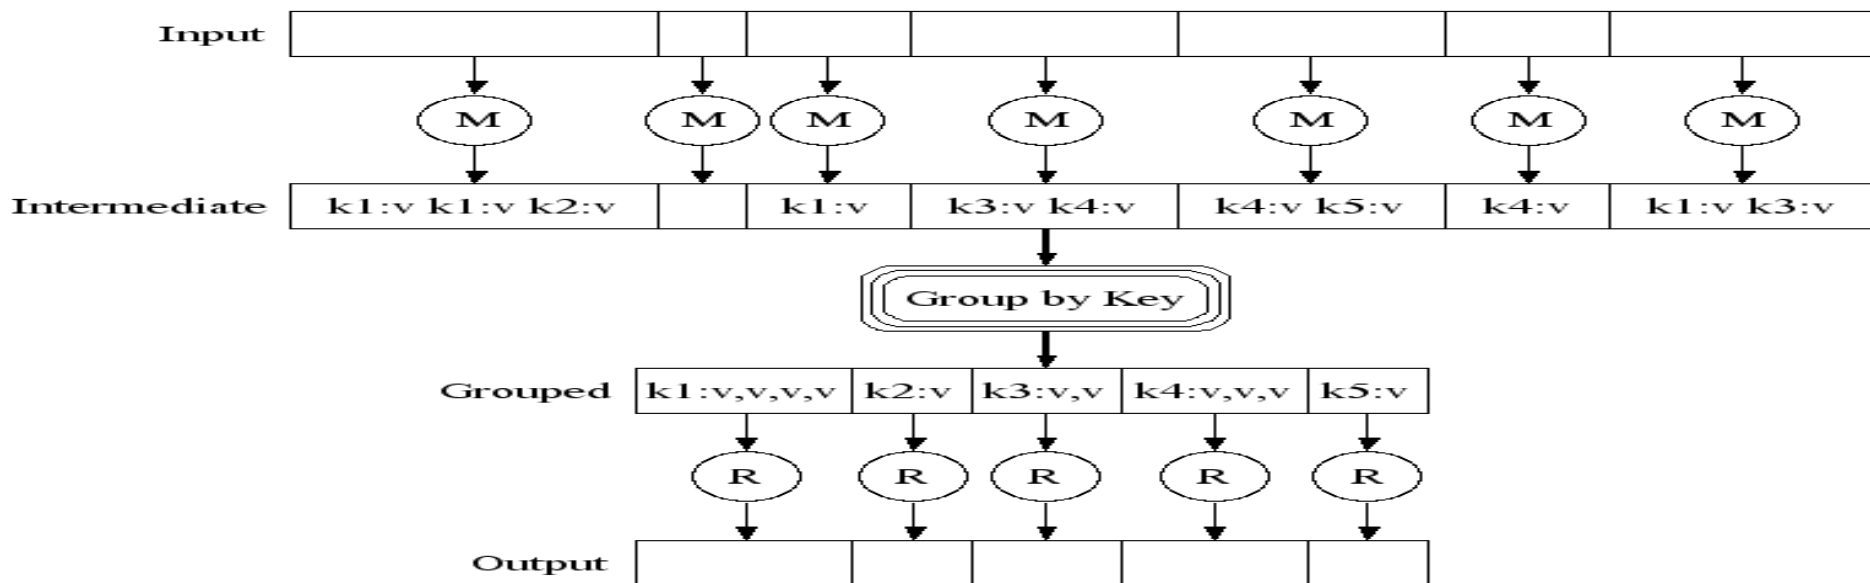 Input
M M M M M M M
Intermediate k1:v k1:v k2:v k1:v k3:v k4:v k4:v k5:v k4:v k1:v k3:v
Group by Key
Grouped k1:v,v,v,v k2:v k3:v,v k4:v,v,v k5:v
R R R R R
Output